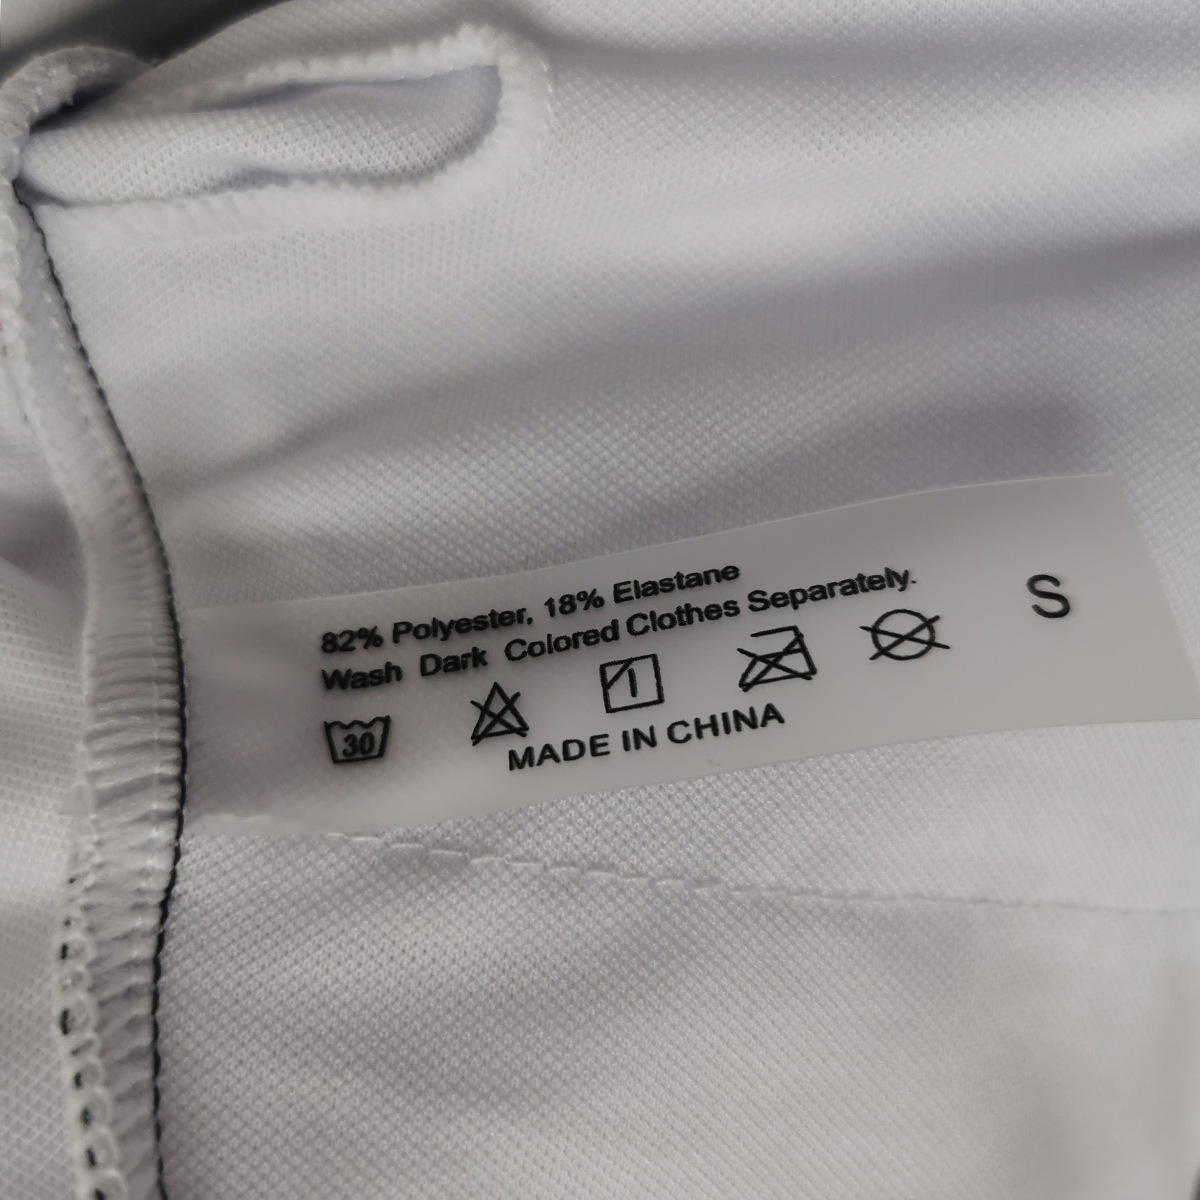 82% Polyester, 18% Elastane
Wash Dark Colored Clothes Separately.
30
MADE IN CHINA
S